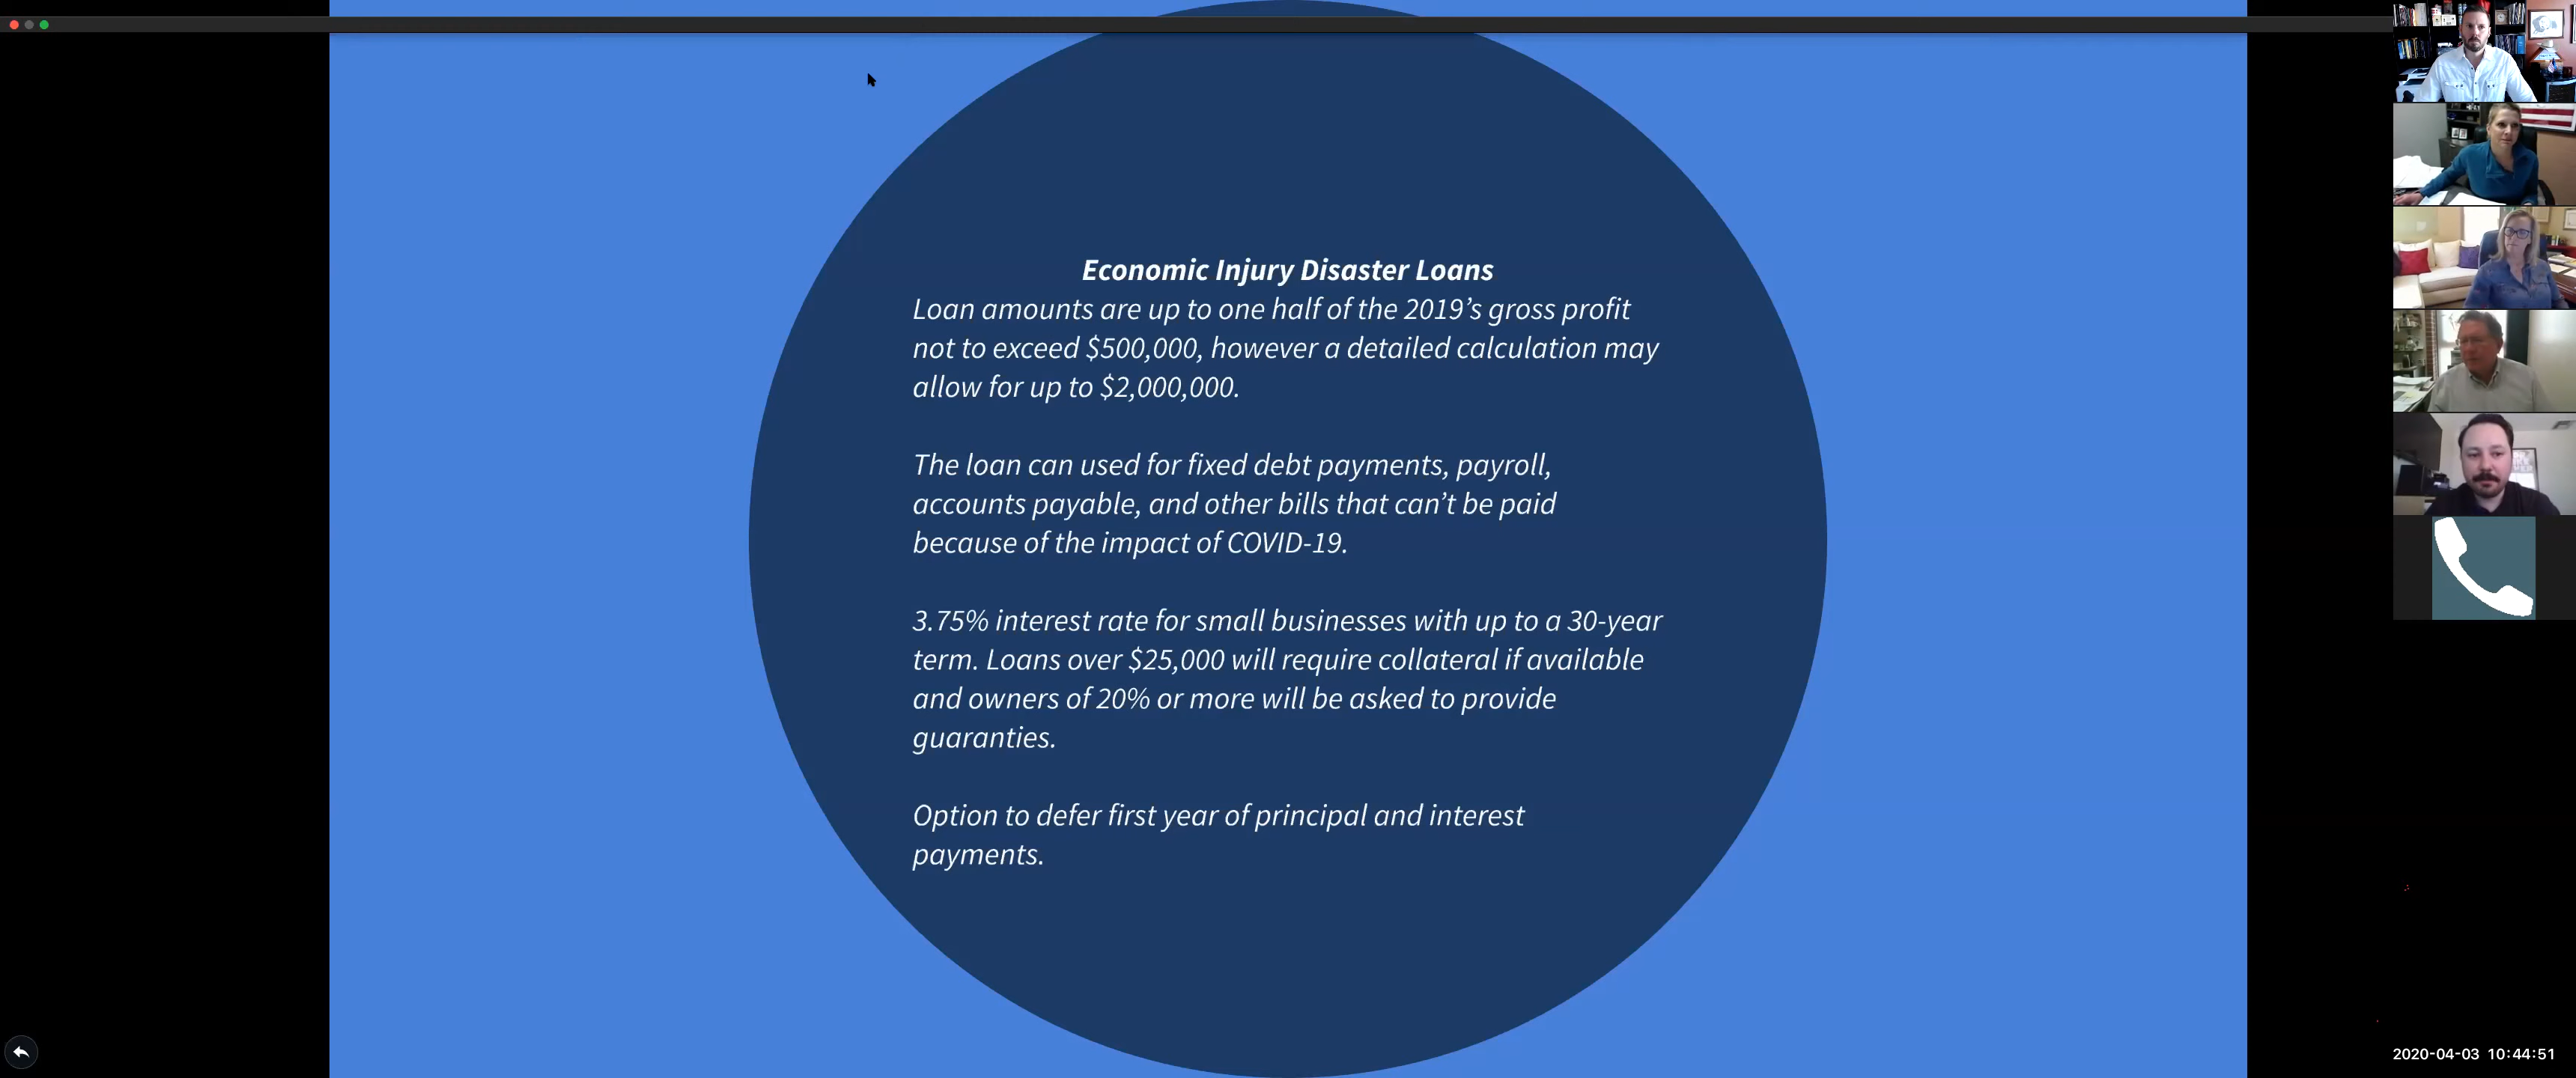 Economic Injury Disaster Loans
Loan amounts are up to one half of the 2019’s gross profit
not to exceed $500,000, however a detailed calculation may
allow for up to $2,000,000.
The loan can used for fixed debt payments, payroll,
accounts payable, and other bills that can’t be paid
because of the impact of COVID-19.
3.75% interest rate for small businesses with up to a 30-year
term. Loans over $25,000 will require collateral if available
and owners of 20% or more will be asked to provide
guaranties.
Option to defer first year of principal and interest
payments.
2020-04-03 10:44:51